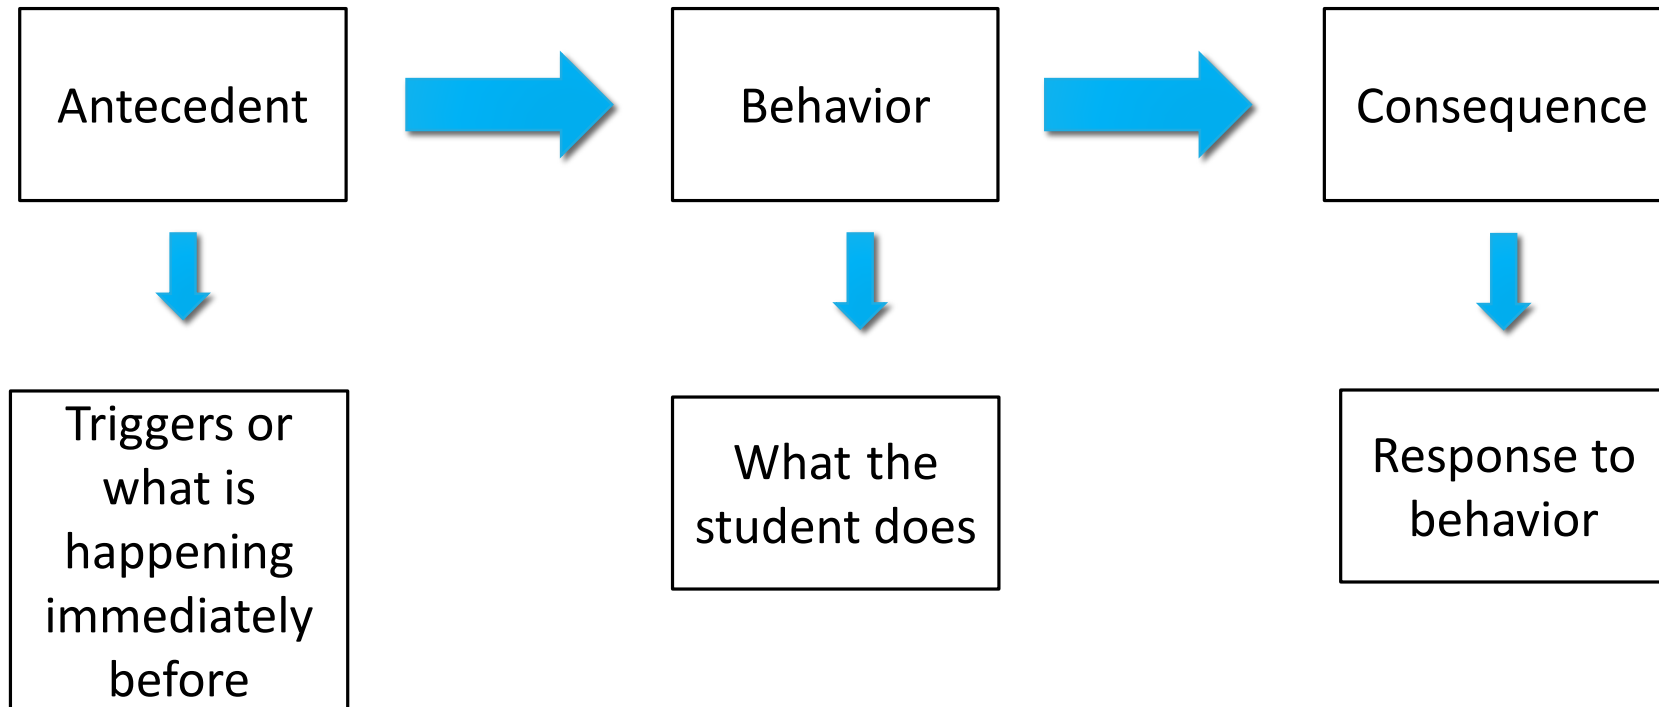 Antecedent
Behavior
Consequence
Triggers or
what is
happening
immediately
before
What the
student does
Response to
behavior